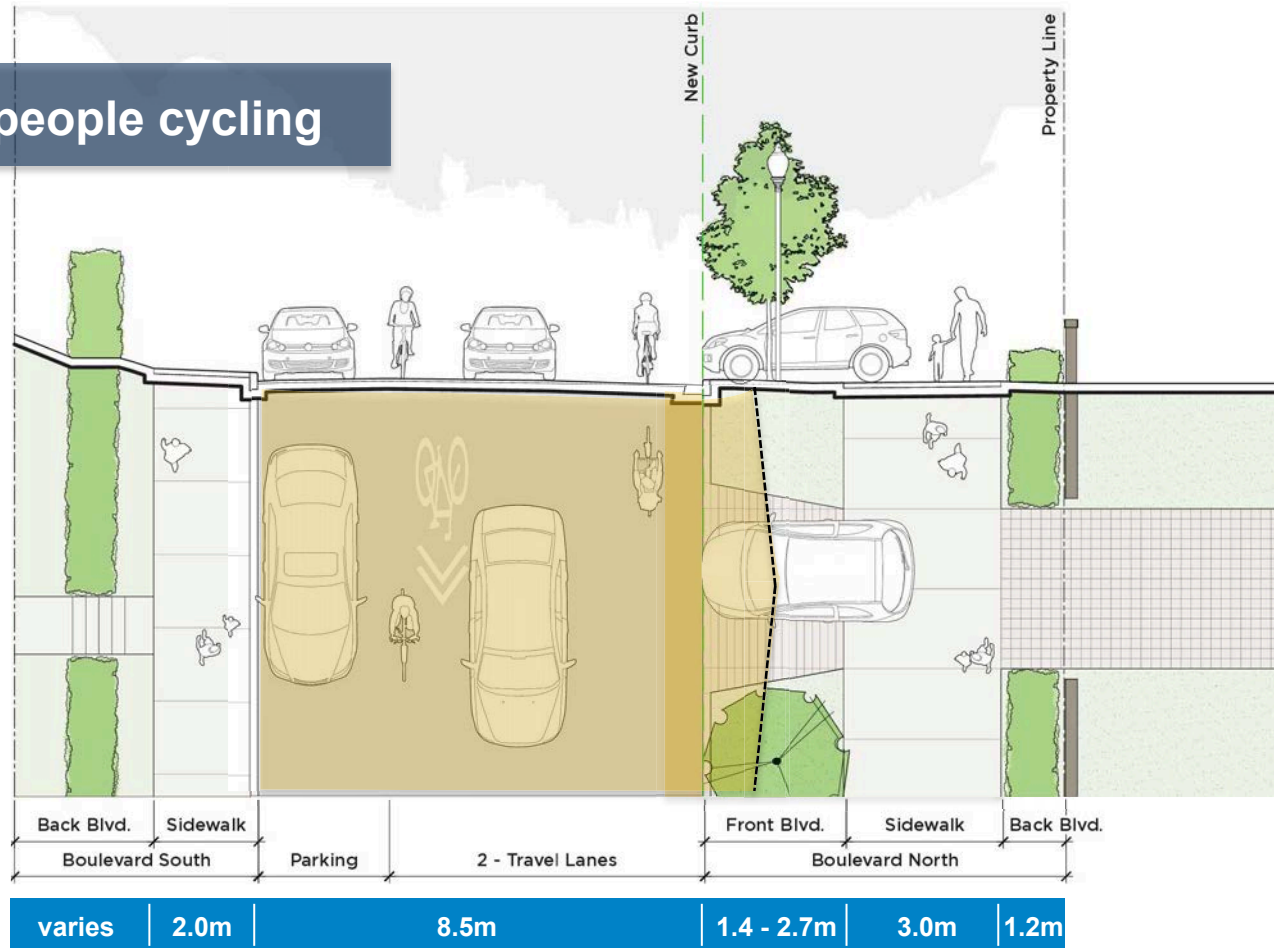 people cycling
New Curb
Property Line
Back Blvd. Sidewalk Front Blvd. Sidewalk Back Blvd.
Boulevard South Parking 2 - Travel Lanes Boulevard North
varies 2.0m 8.5m 1.4 - 2.7m 3.0m 1.2m